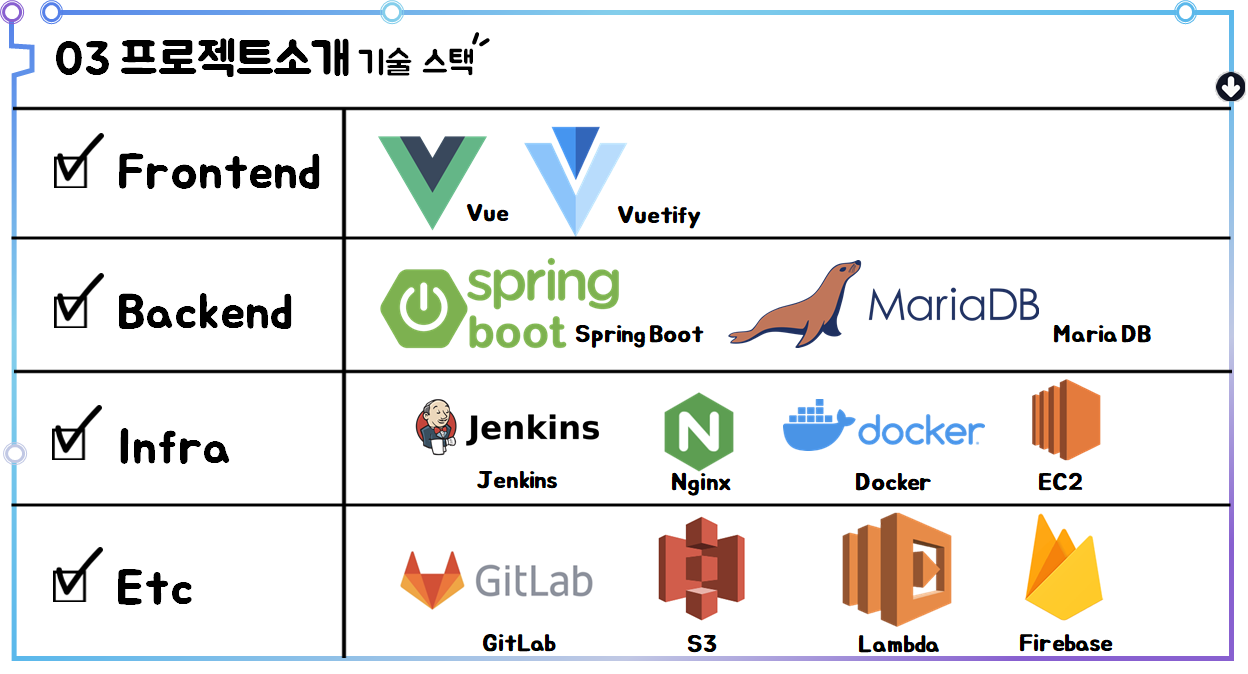 03 프로젝트소개 기술 스택
Frontend
Vue
Vuetify
Backend
spring
boot
Spring Boot
MariaDB
Maria DB
Infra
Jenkins
N
docker
Jenkins
Nginx
Docker
EC2
Etc
GitLab
GitLab
S3
Lambda
Firebase